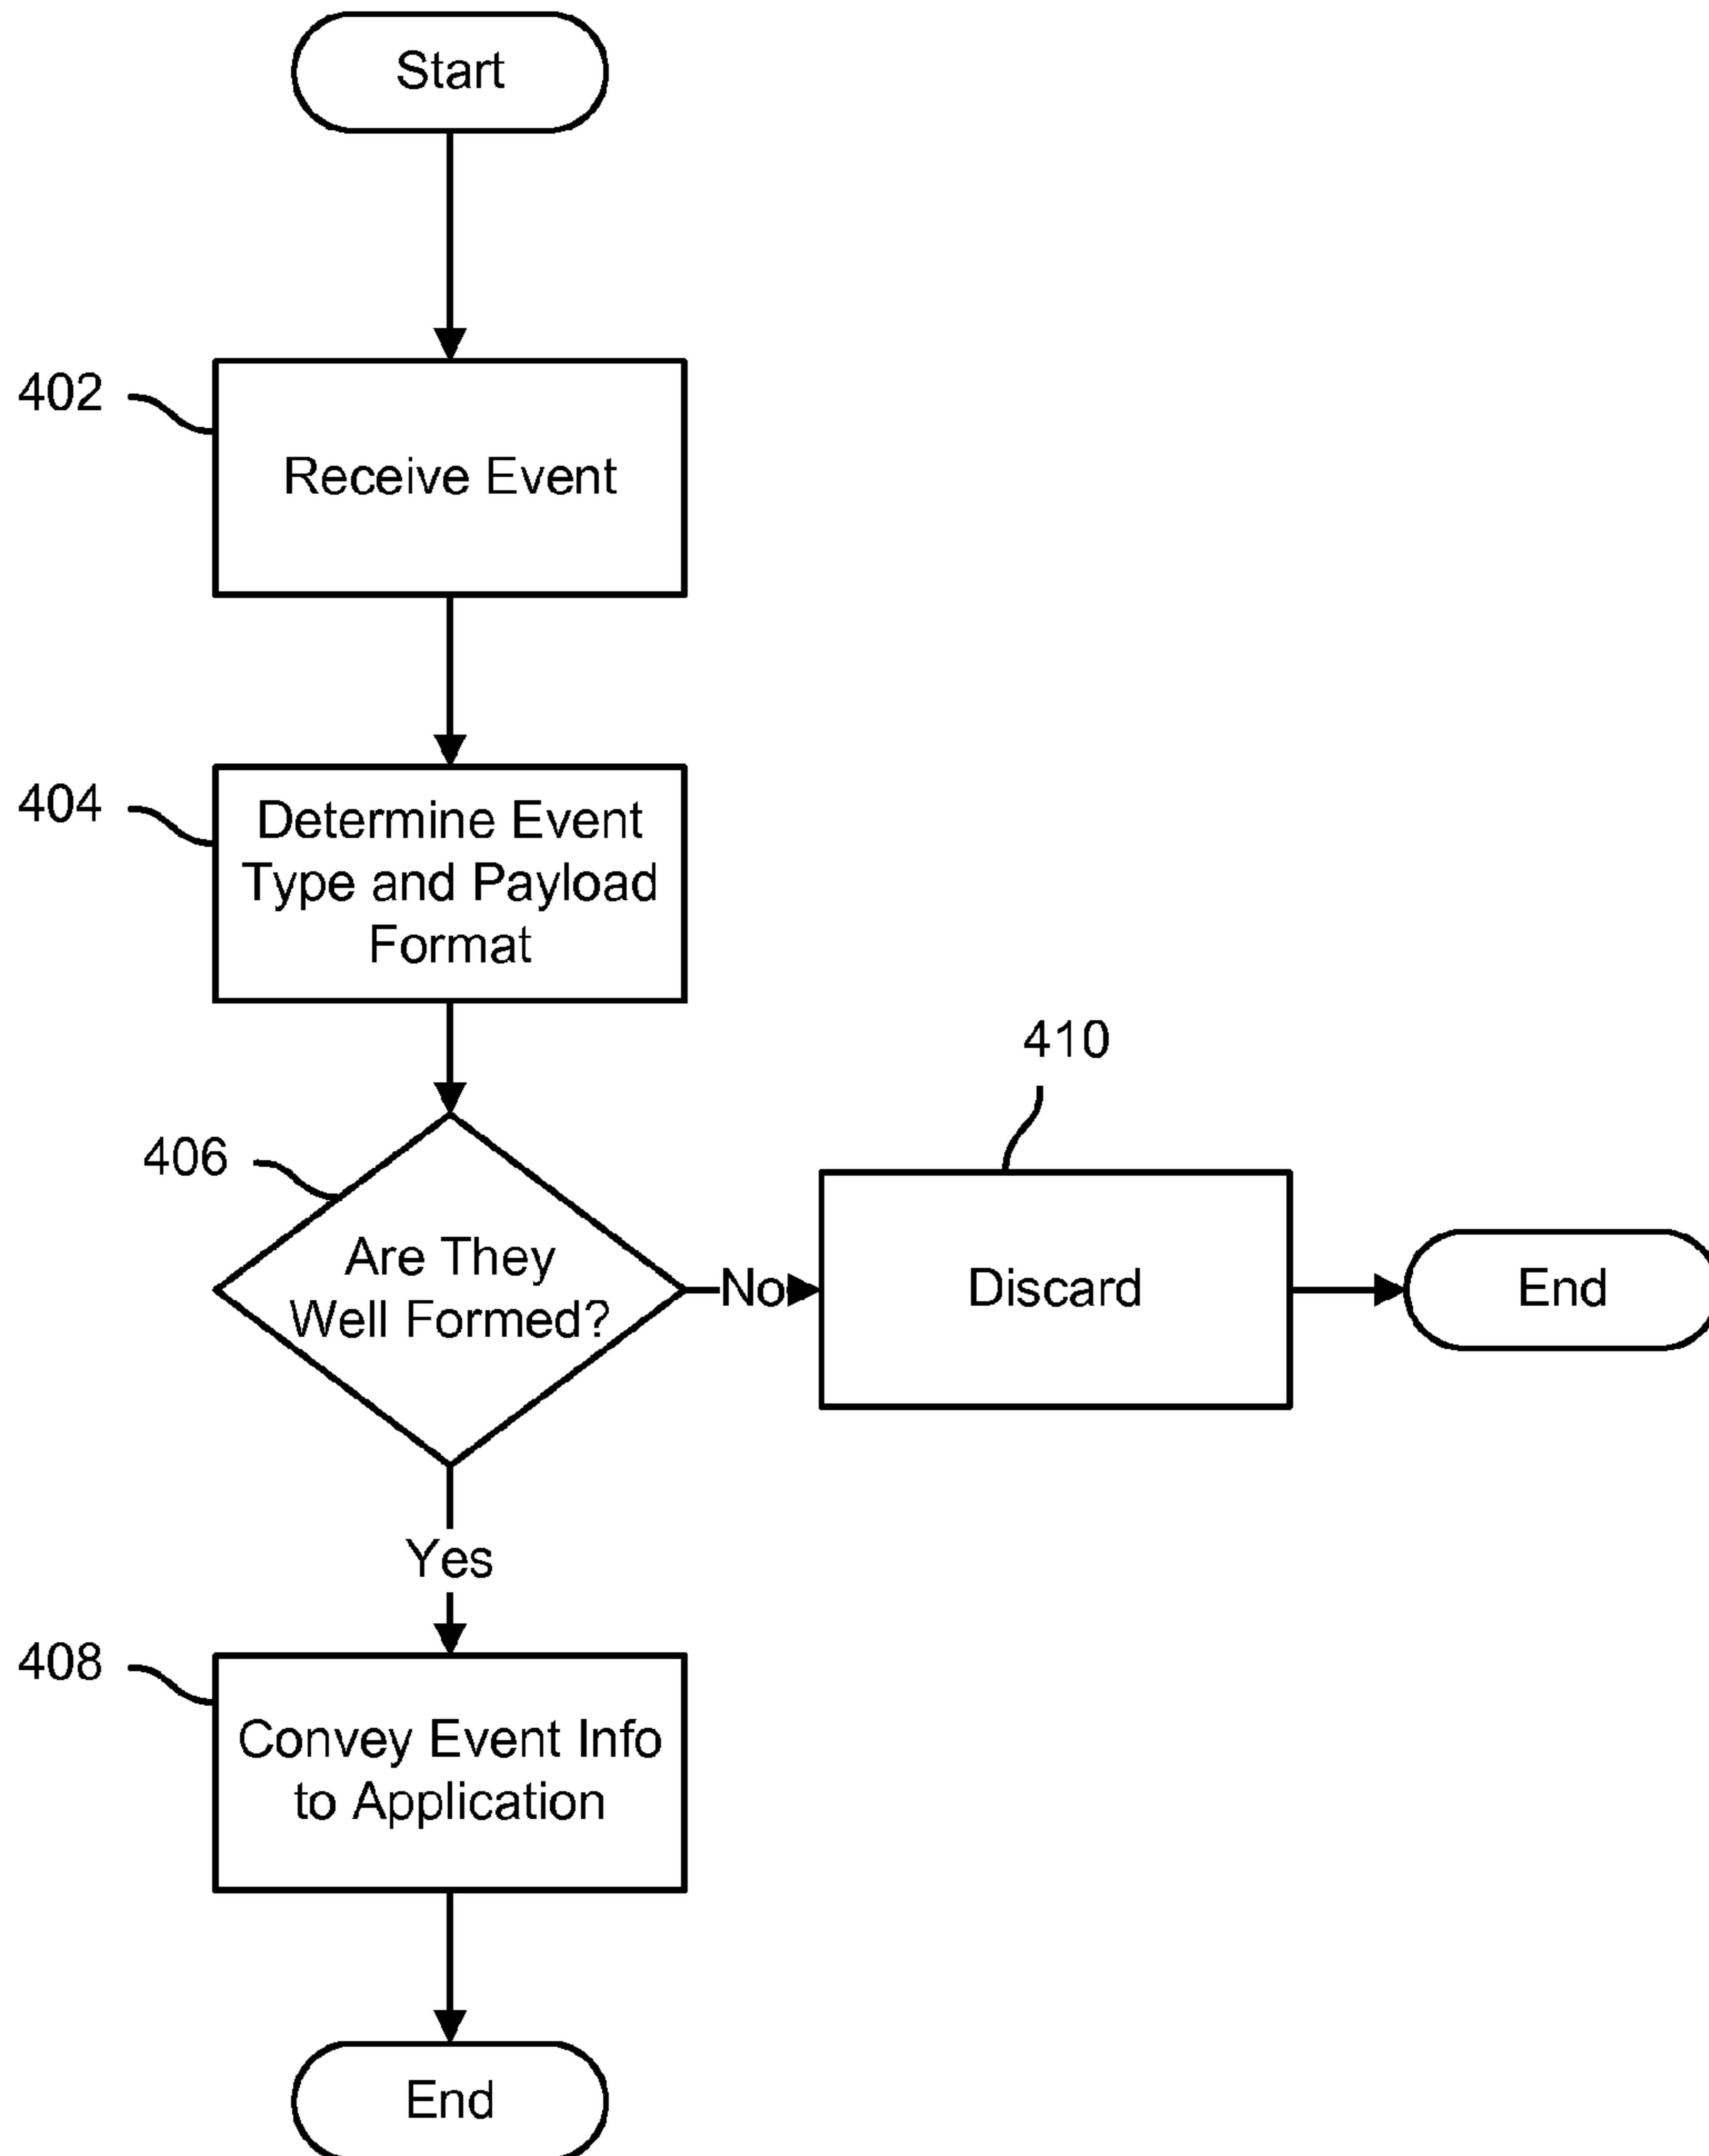 Start
402
Receive Event
404
Determine Event
Type and Payload
Format
406
Are They
Well Formed?
No
410
Discard
End
Yes
408
Convey Event Info
to Application
End